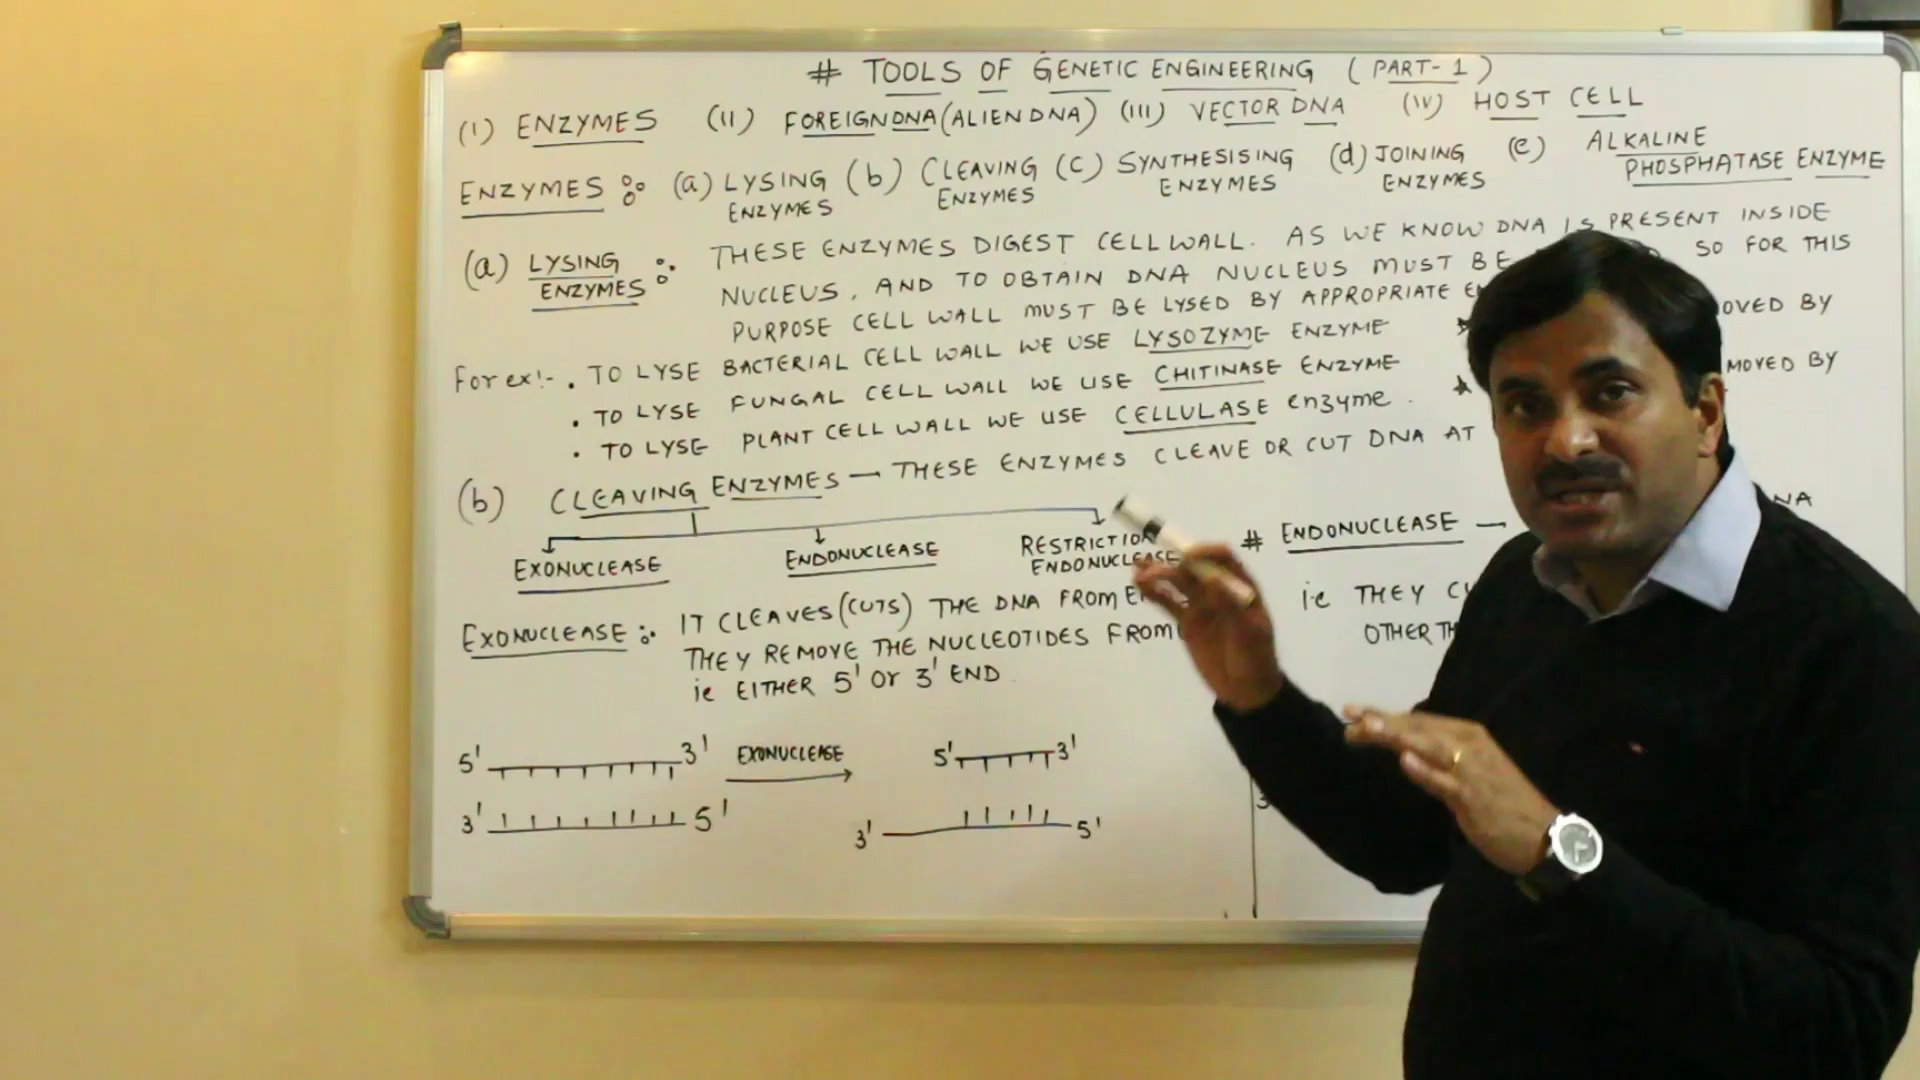 # TOOLS OF GENETIC ENGINEERING ( PART-1 )
(I) ENZYMES (II) FOREIGN DNA (ALIEN DNA) (III) VECTOR DNA (IV) HOST CELL
ENZYMES : (a) LYSING ENZYMES (b) CLEAVING ENZYMES (c) SYNTHESISING ENZYMES (d) JOINING ENZYMES (e) ALKALINE PHOSPHATASE ENZYME
(a) LYSING ENZYMES : THESE ENZYMES DIGEST CELL WALL. AS WE KNOW DNA IS PRESENT INSIDE
NUCLEUS, AND TO OBTAIN DNA NUCLEUS MUST BE SO FOR THIS
PURPOSE CELL WALL MUST BE LYSED BY APPROPRIATE
For ex:- . TO LYSE BACTERIAL CELL WALL WE USE LYSOZYME ENZYME
. TO LYSE FUNGAL CELL WALL WE USE CHITINASE ENZYME
. TO LYSE PLANT CELL WALL WE USE CELLULASE enzyme .
OVED BY
MOVED BY
(b) CLEAVING ENZYMES — THESE ENZYMES CLEAVE OR CUT DNA AT
EXONUCLEASE ENDONUCLEASE RESTRICTION ENDONUCLEASE
EXONUCLEASE : IT CLEAVES (CUTS) THE DNA FROM
THEY REMOVE THE NUCLEOTIDES FROM
ie EITHER 5' or 3' END
5' 3' EXONUCLEASE 5' 3'
3' 5' 3' 5'
# ENDONUCLEASE — NA
i.e THEY
OTHER
3'